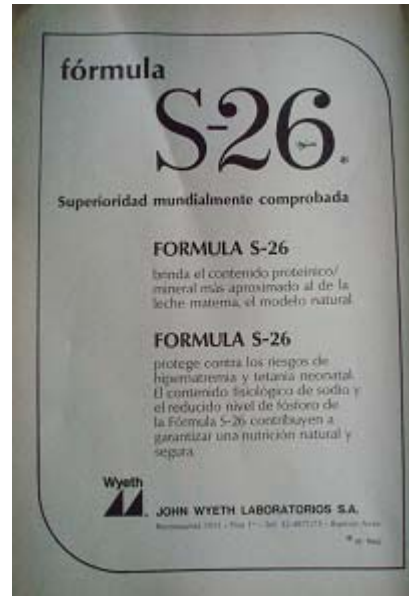 fórmula
S-26
Superioridad mundialmente comprobada
FORMULA S-26
brinda el contenido proteínico/
mineral más aproximado al de la
leche materna, el modelo natural
FORMULA S-26
protege contra los riesgos de
hipernatremia y tetania neonatal.
El contenido fisiológico de sodio y
el reducido nivel de fósforo de
la Fórmula S-26 contribuyen a
garantizar una nutrición natural y
segura.
Wyeth
JOHN WYETH LABORATORIOS S.A.
Buenos Aires